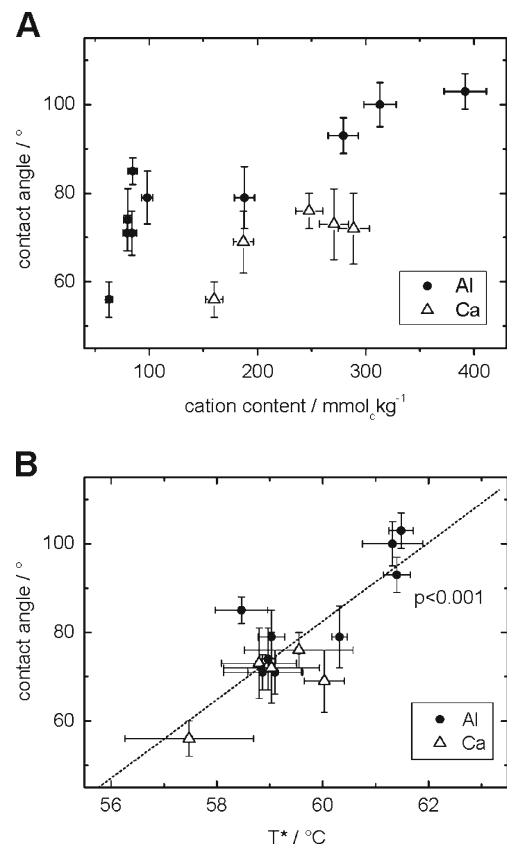 A
contact angle / °
100
80
60
Al
Ca
100
200
300
400
cation content / mmol_c kg⁻¹
B
contact angle / °
100
80
60
p<0.001
Al
Ca
56
58
60
62
T* / °C